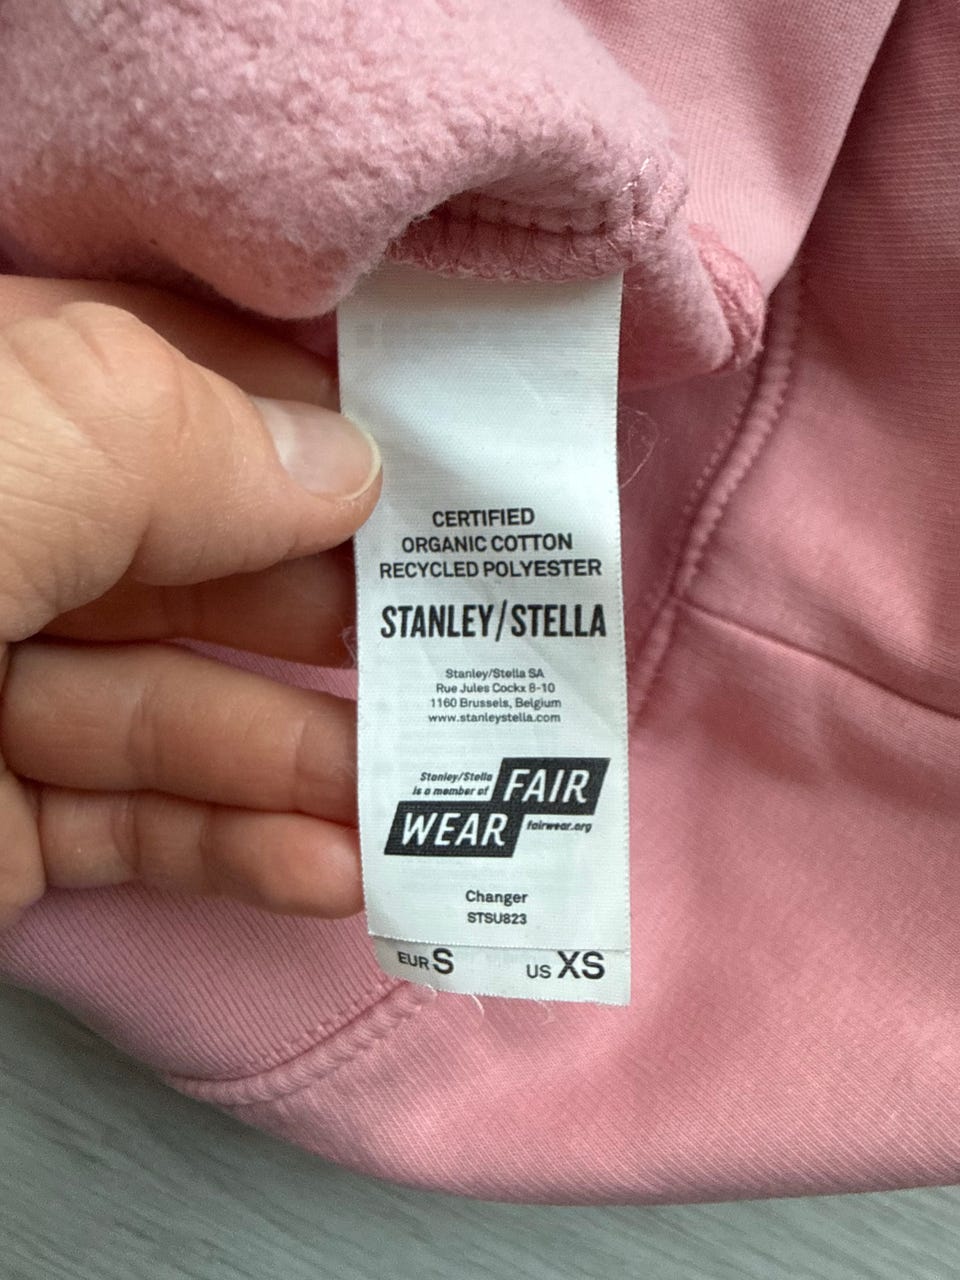 CERTIFIED
ORGANIC COTTON
RECYCLED POLYESTER
STANLEY/STELLA
Stanley/Stella SA
Rue Jules Cockx 8-10
1160 Brussels, Belgium
www.stanleystella.com
Stanley/Stella
is a member of
FAIR
WEAR
fairwear.org
Changer
STSU823
EUR S US XS